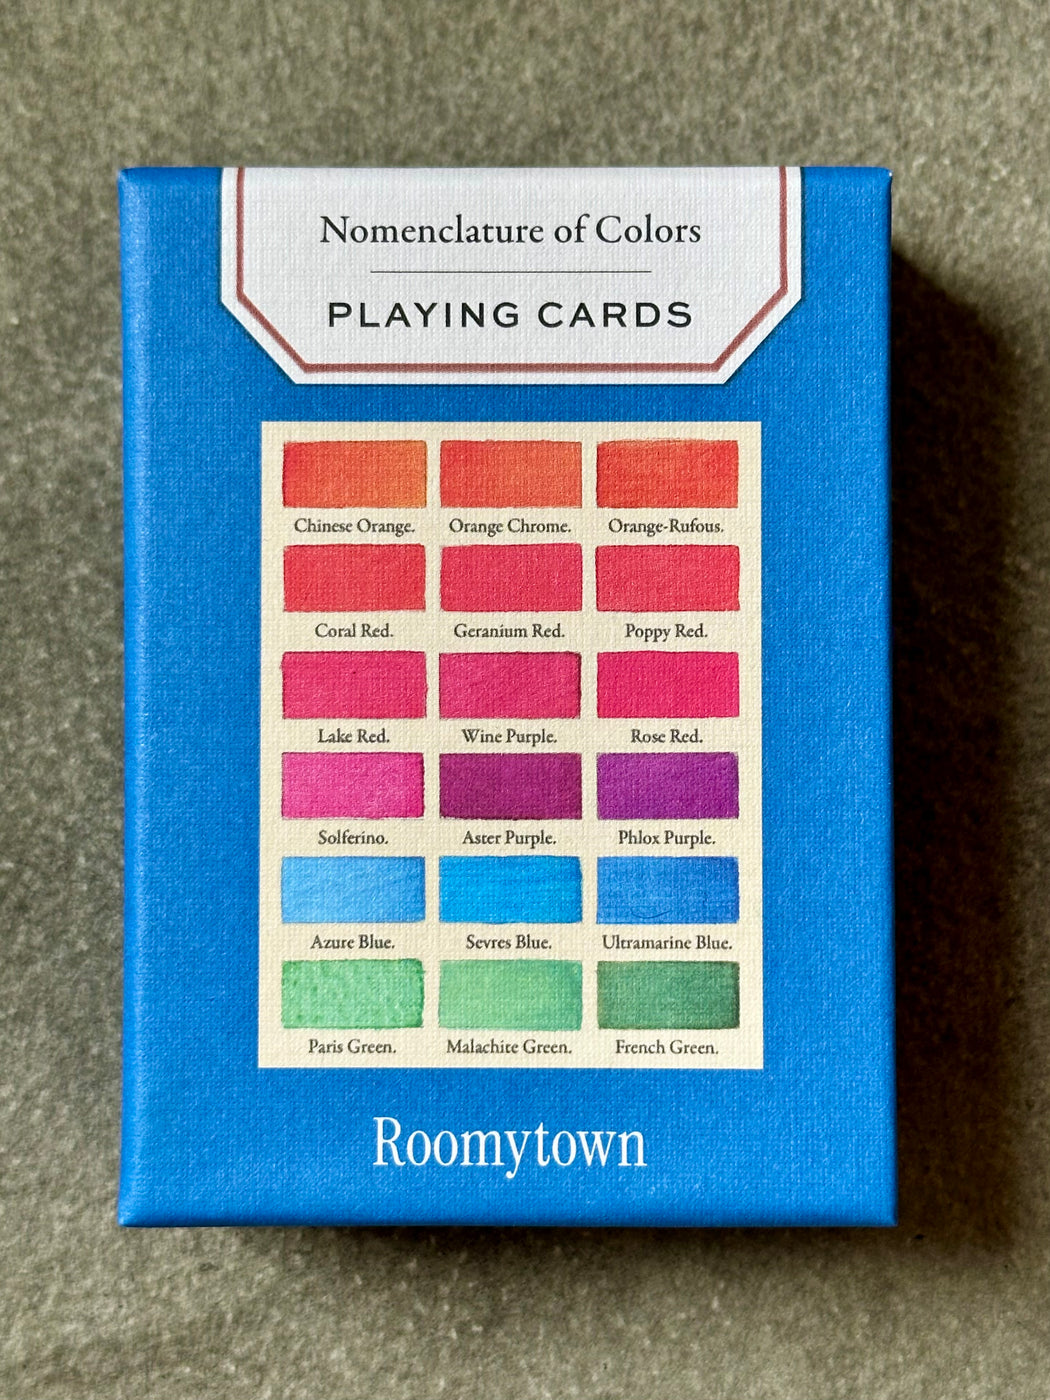 Nomenclature of Colors
PLAYING CARDS
Chinese Orange. Orange Chrome. Orange-Rufous.
Coral Red. Geranium Red. Poppy Red.
Lake Red. Wine Purple. Rose Red.
Solferino. Aster Purple. Phlox Purple.
Azure Blue. Sevres Blue. Ultramarine Blue.
Paris Green. Malachite Green. French Green.
Roomytown